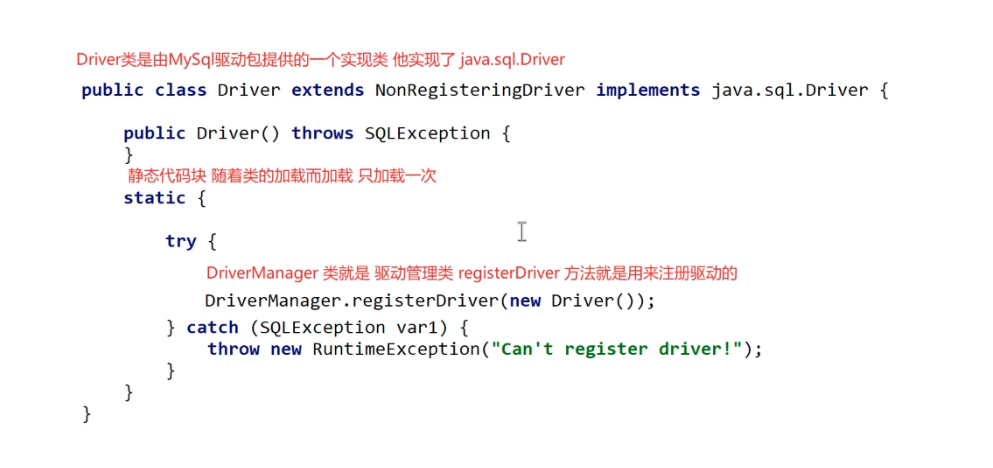 Driver类是由MySql驱动包提供的一个实现类 他实现了 java.sql.Driver
public class Driver extends NonRegisteringDriver implements java.sql.Driver {
public Driver() throws SQLException {
}
静态代码块 随着类的加载而加载 只加载一次
static {
try {
DriverManager 类就是 驱动管理类 registerDriver 方法就是用来注册驱动的
DriverManager.registerDriver(new Driver());
} catch (SQLException var1) {
throw new RuntimeException("Can't register driver!");
}
}
}